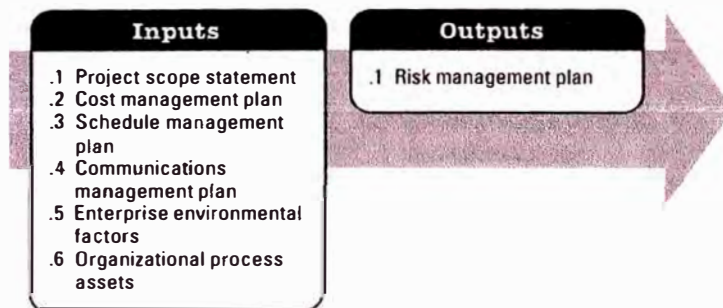 Inputs
.1 Project scope statement
.2 Cost management plan
.3 Schedule management
plan
.4 Communications
management plan
.5 Enterprise environmental
factors
.6 Organizational process
assets
Outputs
.1 Risk management plan